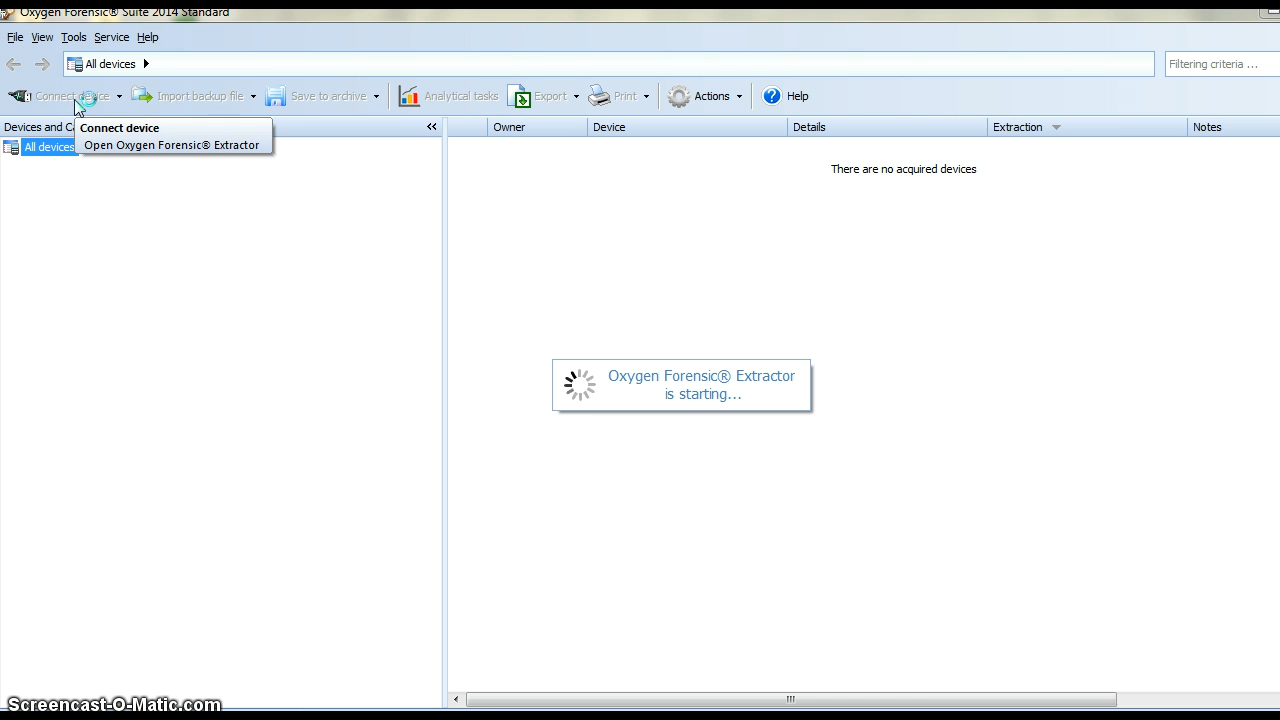 Oxygen Forensic® Suite 2014 Standard
File View Tools Service Help
All devices
Filtering criteria ...
Import backup file Save to archive Analytical tasks Export Print Actions Help
Connect device
Open Oxygen Forensic® Extractor
Devices and
Owner Device Details Extraction Notes
All devices
There are no acquired devices
Oxygen Forensic® Extractor
is starting...
Screencast-O-Matic.com